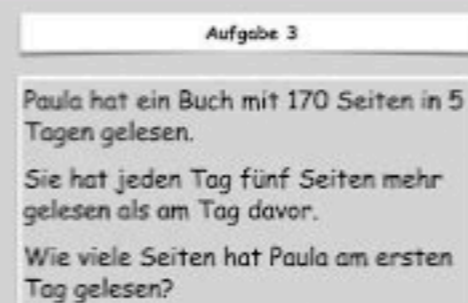 Aufgabe 3
Paula hat ein Buch mit 170 Seiten in 5
Tagen gelesen.
Sie hat jeden Tag fünf Seiten mehr
gelesen als am Tag davor.
Wie viele Seiten hat Paula am ersten
Tag gelesen?